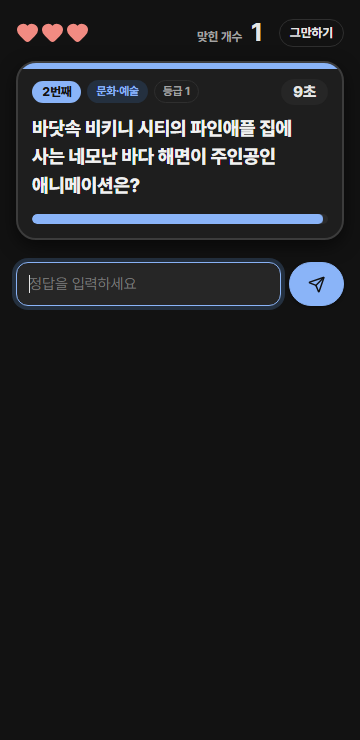 맞힌 개수 1 그만하기
2번째 문화·예술 등급 1 9초
바닷속 비키니 시티의 파인애플 집에
사는 네모난 바다 해면이 주인공인
애니메이션은?
정답을 입력하세요